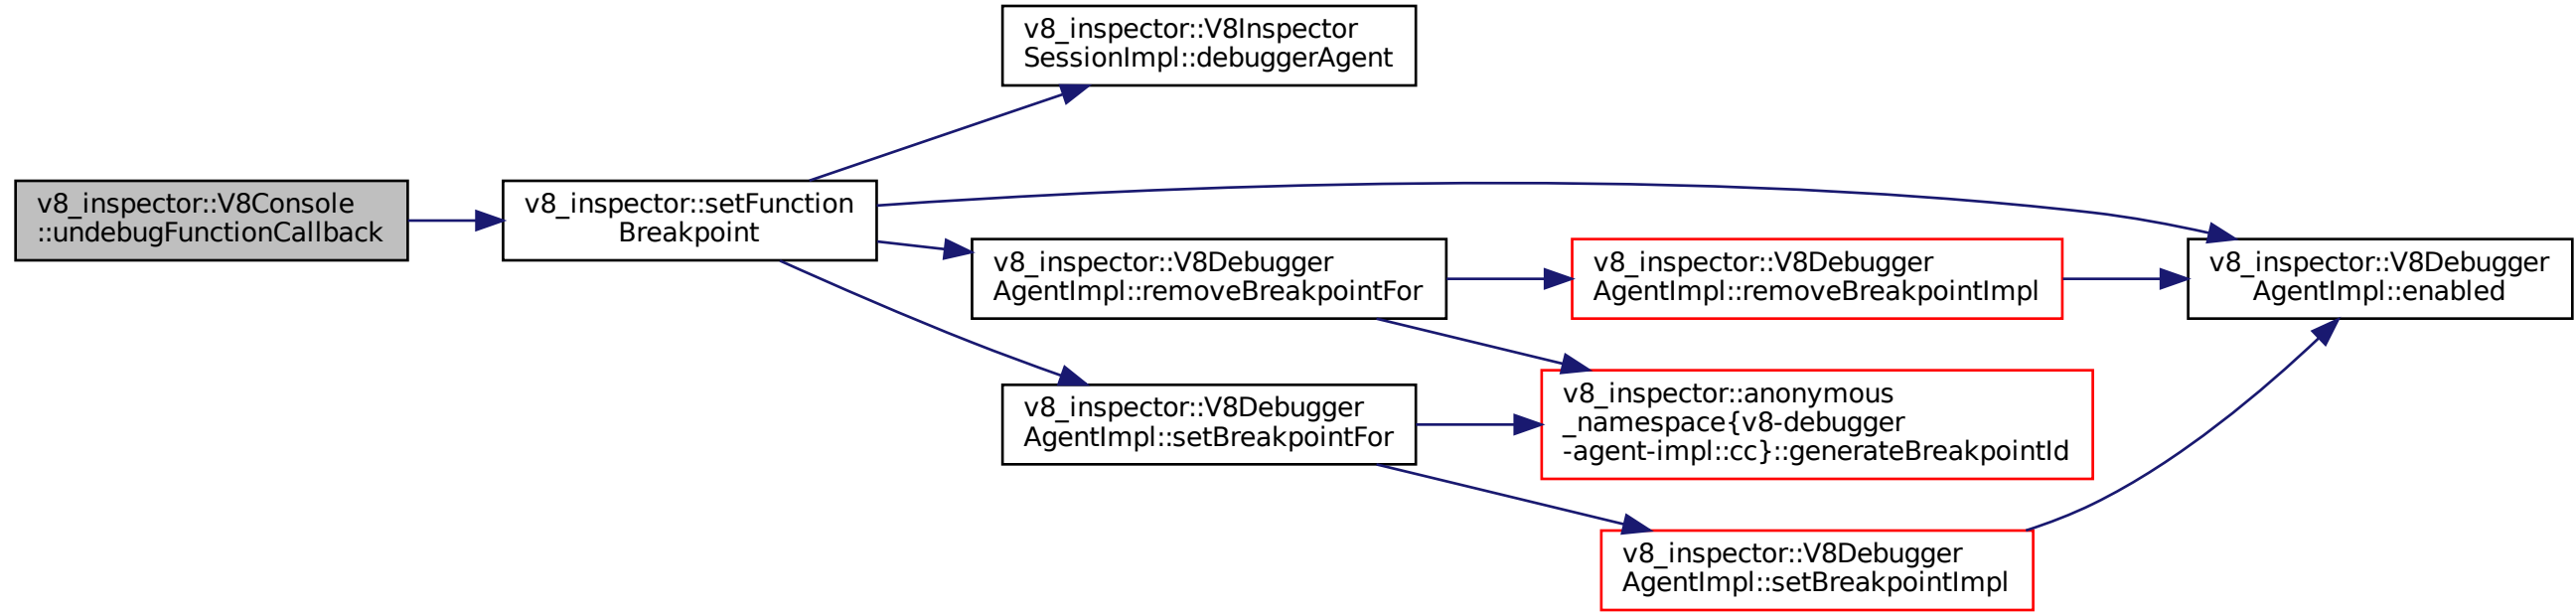 v8_inspector::V8Console
::undebugFunctionCallback
v8_inspector::setFunction
Breakpoint
v8_inspector::V8Inspector
SessionImpl::debuggerAgent
v8_inspector::V8Debugger
AgentImpl::removeBreakpointFor
v8_inspector::V8Debugger
AgentImpl::setBreakpointFor
v8_inspector::V8Debugger
AgentImpl::removeBreakpointImpl
v8_inspector::anonymous
_namespace{v8-debugger
-agent-impl::cc}::generateBreakpointId
v8_inspector::V8Debugger
AgentImpl::setBreakpointImpl
v8_inspector::V8Debugger
AgentImpl::enabled